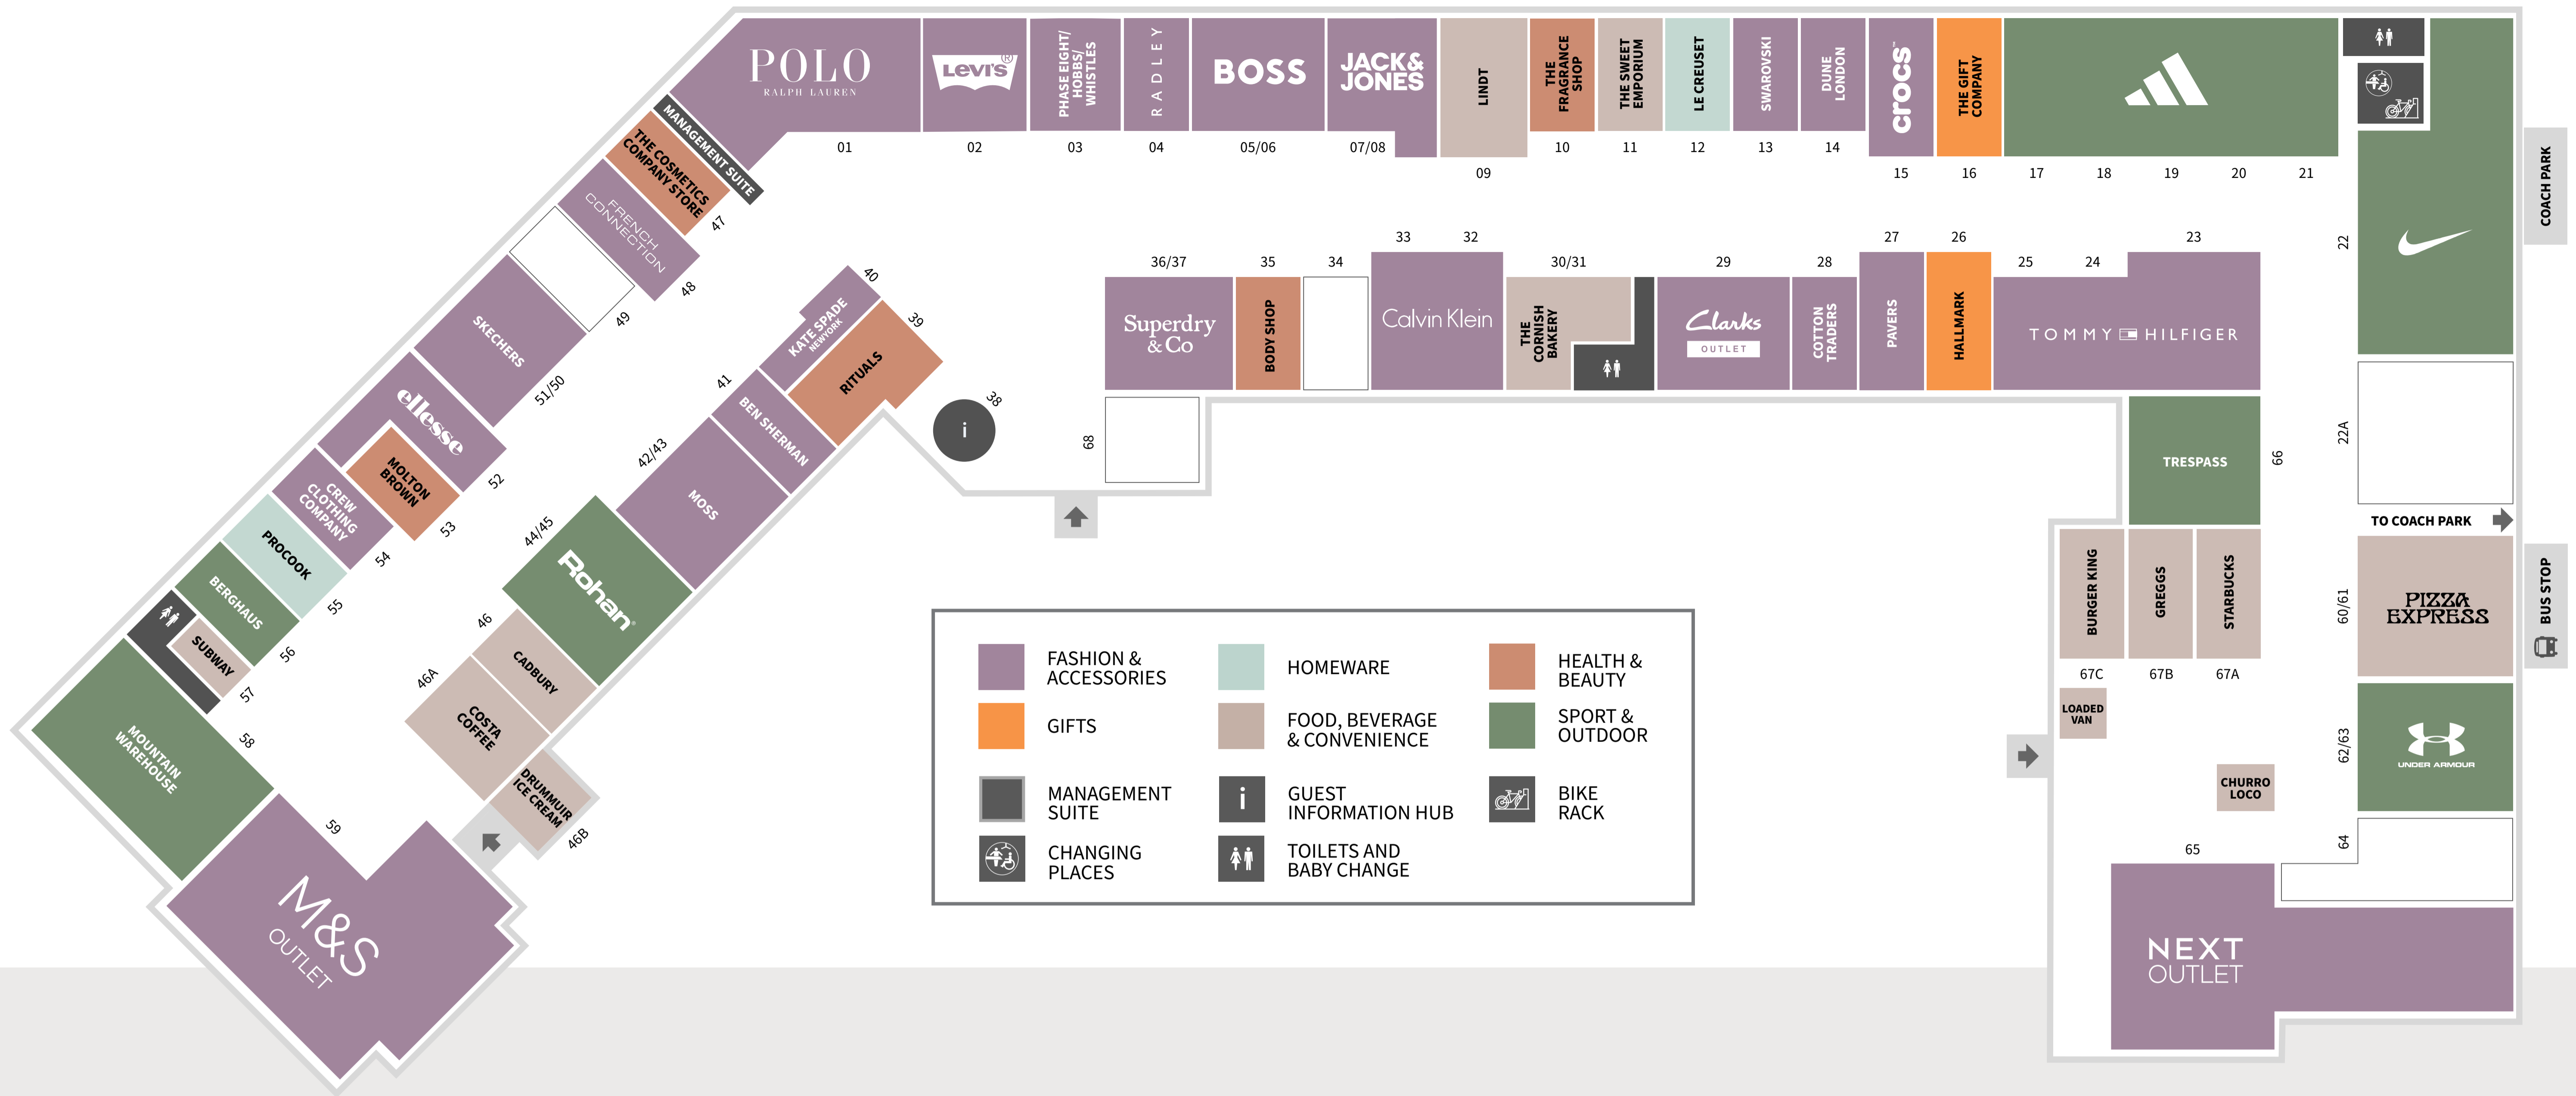 POLO
RALPH LAUREN
LEVI'S®
PHASE EIGHT/
HOBBS/
WHISTLES
RADLEY
BOSS
JACK&
JONES
LINDT
THE
FRAGRANCE
SHOP
THE SWEET
EMPORIUM
LE CREUSET
SWAROVSKI
DUNE
LONDON
crocs™
THE GIFT
COMPANY
01
02
03
04
05/06
07/08
09
10
11
12
13
14
15
16
17
18
19
20
21
22
COACH PARK
MANAGEMENT SUITE
THE COSMETICS
COMPANY STORE
47
FRENCH
CONNECTION
48
49
SKECHERS
51/50
ellesse
52
MOLTON
BROWN
53
CREW
CLOTHING
COMPANY
54
PROCOOK
55
BERGHAUS
56
SUBWAY
57
MOUNTAIN
WAREHOUSE
58
M&S
OUTLET
59
40
KATE SPADE
NEW YORK
39
RITUALS
41
BEN SHERMAN
42/43
MOSS
44/45
Rohan®
46
CADBURY
46A
COSTA
COFFEE
DRUMMUIR
ICE CREAM
46B
38
i
36/37
35
34
33
32
30/31
29
28
27
26
25
24
23
Superdry
& Co
BODY SHOP
Calvin Klein
THE
CORNISH
BAKERY
Clarks
OUTLET
COTTON
TRADERS
PAVERS
HALLMARK
TOMMY HILFIGER
68
TRESPASS
66
22A
TO COACH PARK
BURGER KING
GREGGS
STARBUCKS
67C
67B
67A
60/61
PIZZA
EXPRESS
BUS STOP
LOADED
VAN
62/63
UNDER ARMOUR
CHURRO
LOCO
64
65
NEXT
OUTLET
FASHION &
ACCESSORIES
HOMEWARE
HEALTH &
BEAUTY
GIFTS
FOOD, BEVERAGE
& CONVENIENCE
SPORT &
OUTDOOR
MANAGEMENT
SUITE
i
GUEST
INFORMATION HUB
BIKE
RACK
CHANGING
PLACES
TOILETS AND
BABY CHANGE